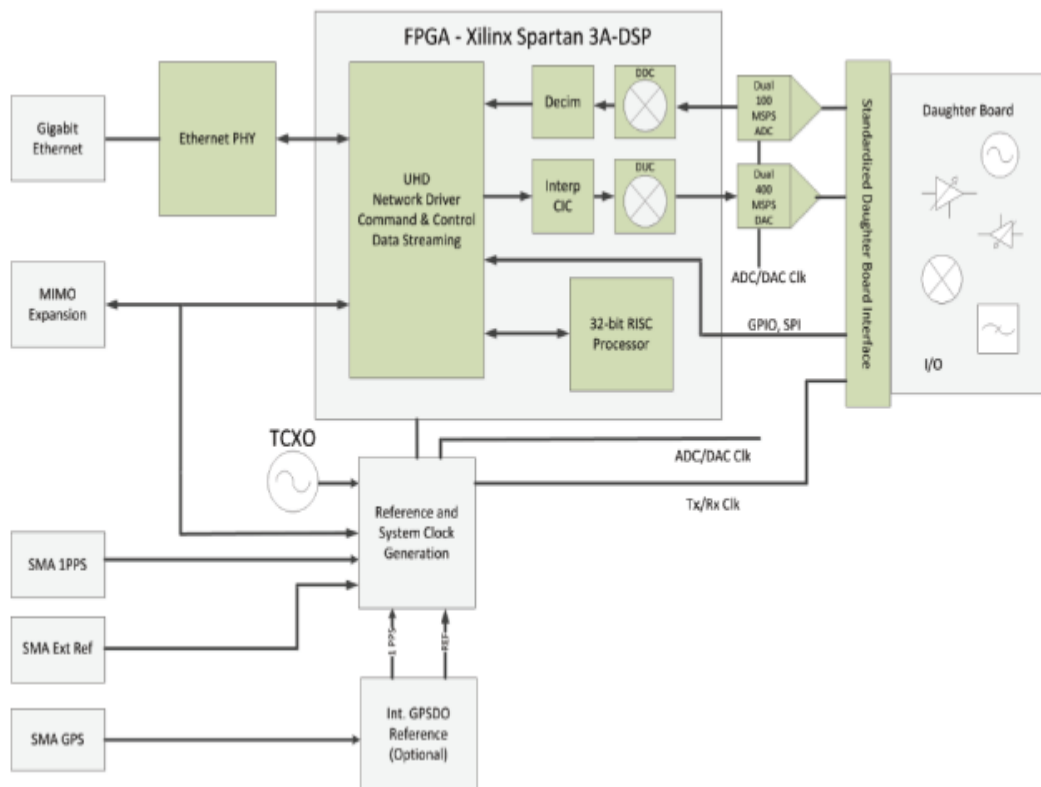 FPGA - Xilinx Spartan 3A-DSP
Gigabit
Ethernet
Ethernet PHY
UHD
Network Driver
Command & Control
Data Streaming
Decim
DDC
Dual
100
MSPS
ADC
Interp
CIC
DUC
Dual
400
MSPS
DAC
ADC/DAC Clk
Standardized Daughter Board Interface
Daughter Board
I/O
MIMO
Expansion
32-bit RISC
Processor
GPIO, SPI
TCXO
ADC/DAC Clk
Tx/Rx Clk
Reference and
System Clock
Generation
SMA 1PPS
SMA Ext Ref
1 PPS
SMA GPS
Int. GPSDO
Reference
(Optional)